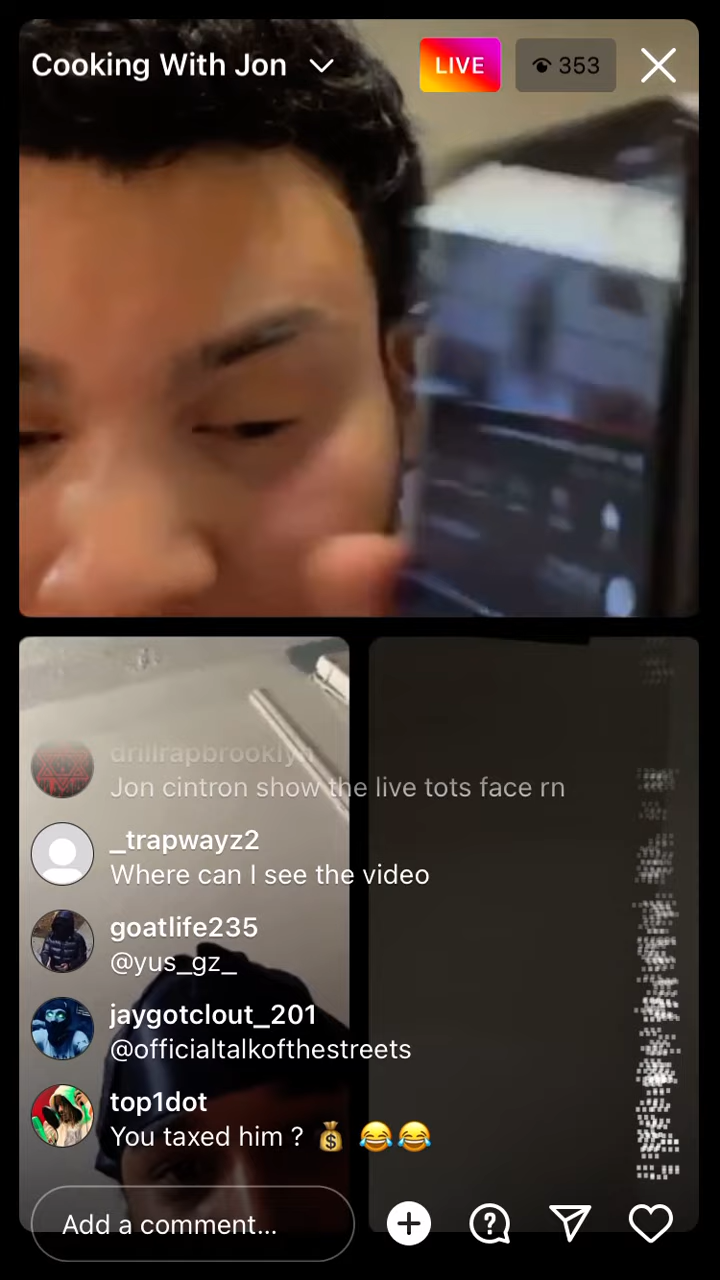 Cooking With Jon
LIVE
353
drillrapbrooklyn
Jon cintron show the live tots face rn
_trapwayz2
Where can I see the video
goatlife235
@yus_gz_
jaygotclout_201
@officialtalkofthestreets
top1dot
You taxed him ? 💰 😂😂
Add a comment...